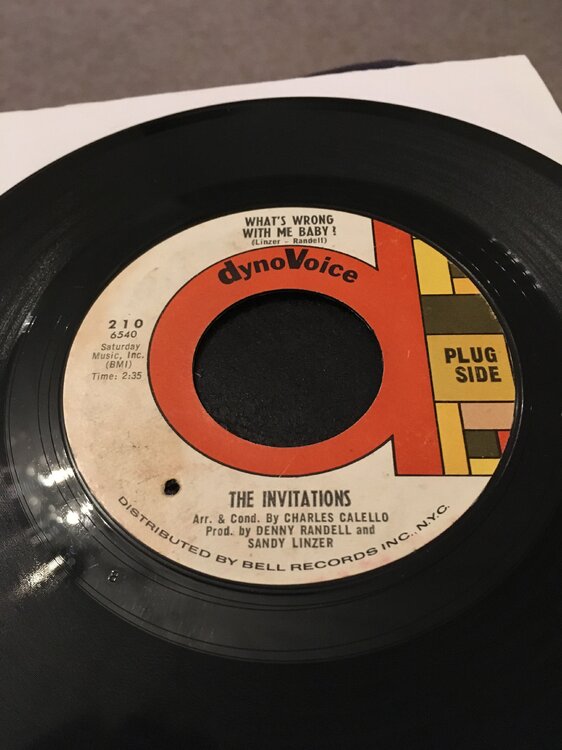 WHAT'S WRONG
WITH ME BABY?
(Linzer - Randell)
dynoVoice
210
6540
Saturday
Music, Inc.
(BMI)
Time: 2:35
PLUG
SIDE
THE INVITATIONS
Arr. & Cond. By CHARLES CALELLO
Prod. by DENNY RANDELL and
SANDY LINZER
DISTRIBUTED BY BELL RECORDS INC., N.Y.C.